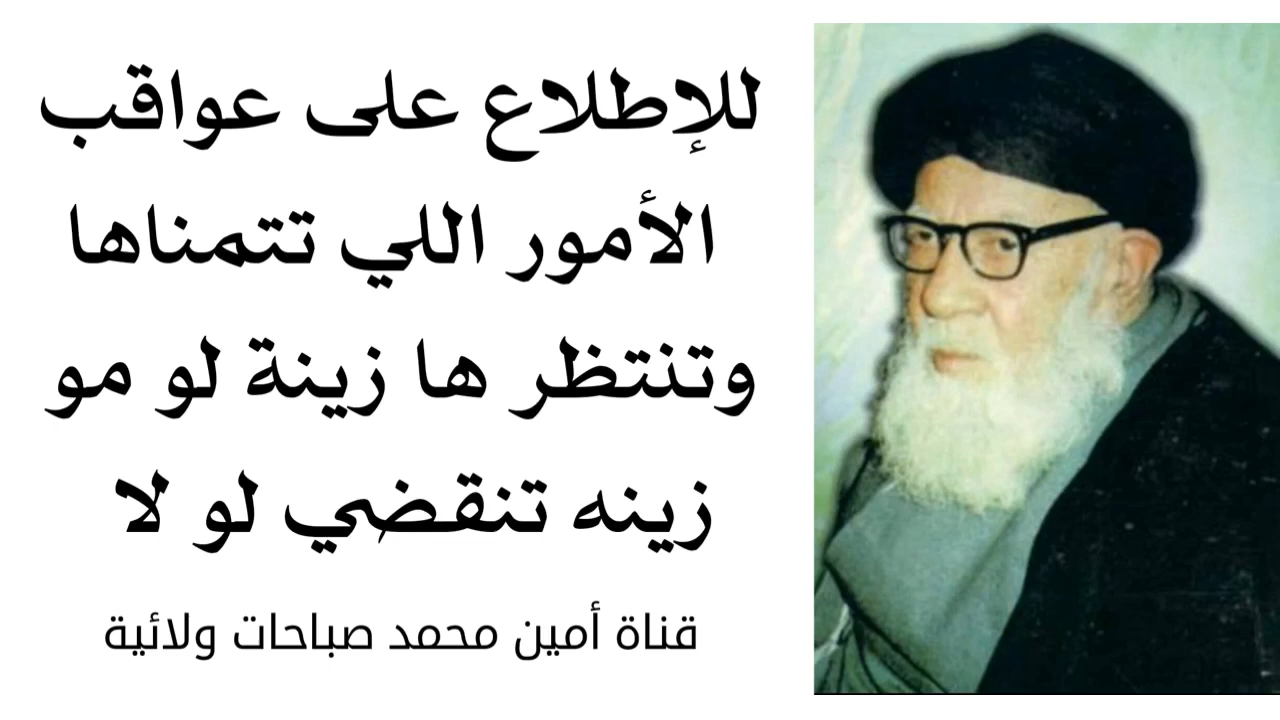 للإطلاع على عواقب
الأمور اللي تتمناها
وتنتظر ها زينة لو مو
زينه تنقضي لو لا
قناة أمين محمد صباحات ولائية